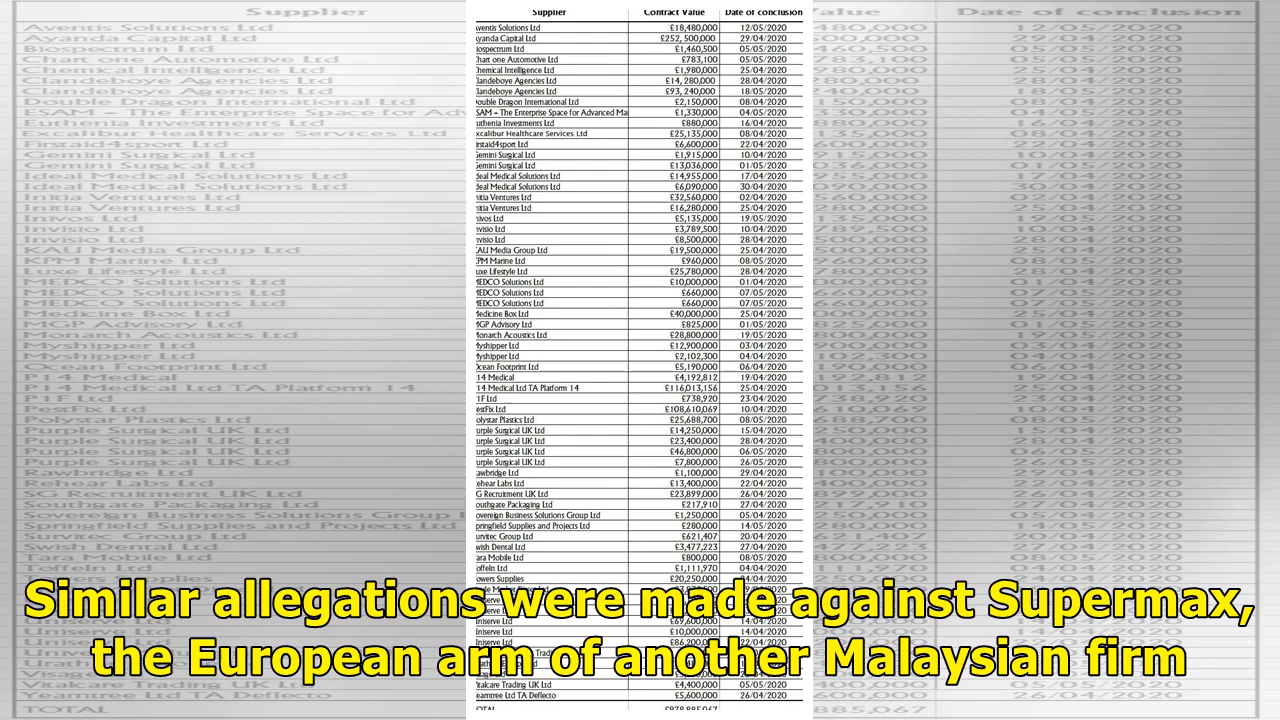 Supplier Contract Value Date of conclusion
Aventis Solutions Ltd £18,480,000 12/05/2020
Ayanda Capital Ltd £252,500,000 29/04/2020
Biospectrum Ltd £1,460,500 05/05/2020
Chart one Automotive Ltd £783,100 05/05/2020
Chemical Intelligence Ltd £1,980,000 25/04/2020
Clandeboye Agencies Ltd £14,280,000 28/04/2020
Clandeboye Agencies Ltd £93,240,000 18/05/2020
Double Dragon International Ltd £2,150,000 08/04/2020
ESAM – The Enterprise Space for Advanced Ma £1,330,000 04/05/2020
Euthenia Investments Ltd £880,000 16/04/2020
Excalibur Healthcare Services Ltd £25,135,000 08/04/2020
Firstaid4sport Ltd £6,600,000 22/04/2020
Gemini Surgical Ltd £1,915,000 10/04/2020
Gemini Surgical Ltd £13,036,000 01/05/2020
Ideal Medical Solutions Ltd £14,955,000 17/04/2020
Ideal Medical Solutions Ltd £6,090,000 30/04/2020
Initia Ventures Ltd £32,560,000 02/04/2020
Initia Ventures Ltd £16,280,000 25/04/2020
Inivos Ltd £5,135,000 19/05/2020
Invisio Ltd £3,789,500 10/04/2020
Invisio Ltd £8,500,000 28/04/2020
KAU Media Group Ltd £19,500,000 25/04/2020
KPM Marine Ltd £960,000 08/05/2020
Luxe Lifestyle Ltd £25,780,000 28/04/2020
MEDCO Solutions Ltd £10,000,000 01/04/2020
MEDCO Solutions Ltd £660,000 07/05/2020
MEDCO Solutions Ltd £660,000 07/05/2020
Medicine Box Ltd £40,000,000 25/04/2020
MGP Advisory Ltd £825,000 01/05/2020
Monarch Acoustics Ltd £28,800,000 19/05/2020
Myshipper Ltd £12,900,000 03/04/2020
Myshipper Ltd £2,102,300 04/04/2020
Ocean Footprint Ltd £5,190,000 06/04/2020
P14 Medical £4,192,812 19/04/2020
P14 Medical Ltd TA Platform 14 £116,013,156 25/04/2020
P1F Ltd £738,920 23/04/2020
PestFix Ltd £108,610,069 10/04/2020
Polystar Plastics Ltd £25,688,700 08/05/2020
Purple Surgical UK Ltd £14,250,000 15/04/2020
Purple Surgical UK Ltd £23,400,000 28/04/2020
Purple Surgical UK Ltd £46,800,000 06/05/2020
Purple Surgical UK Ltd £7,800,000 26/05/2020
Rawbridge Ltd £1,100,000 29/04/2020
Rehear Labs Ltd £13,400,000 22/04/2020
SG Recruitment UK Ltd £23,899,000 26/04/2020
Southgate Packaging Ltd £217,910 27/04/2020
Sovereign Business Solutions Group Ltd £1,250,000 05/04/2020
Springfield Supplies and Projects Ltd £280,000 14/05/2020
Survitec Group Ltd £621,407 20/04/2020
Swish Dental Ltd £3,477,223 27/04/2020
Tara Mobile Ltd £800,000 08/05/2020
Toffeln Ltd £1,111,970 04/04/2020
Towers Supplies £20,250,000
Uniserve Ltd £69,600,000 14/04/2020
Uniserve Ltd £10,000,000 14/04/2020
Uniserve Ltd £86,200,000
Vitalcare Trading UK Ltd £4,400,000 05/05/2020
Yeamtree Ltd TA Deflecto £5,600,000 26/04/2020
TOTAL £978,885,067
Similar allegations were made against Supermax,
the European arm of another Malaysian firm